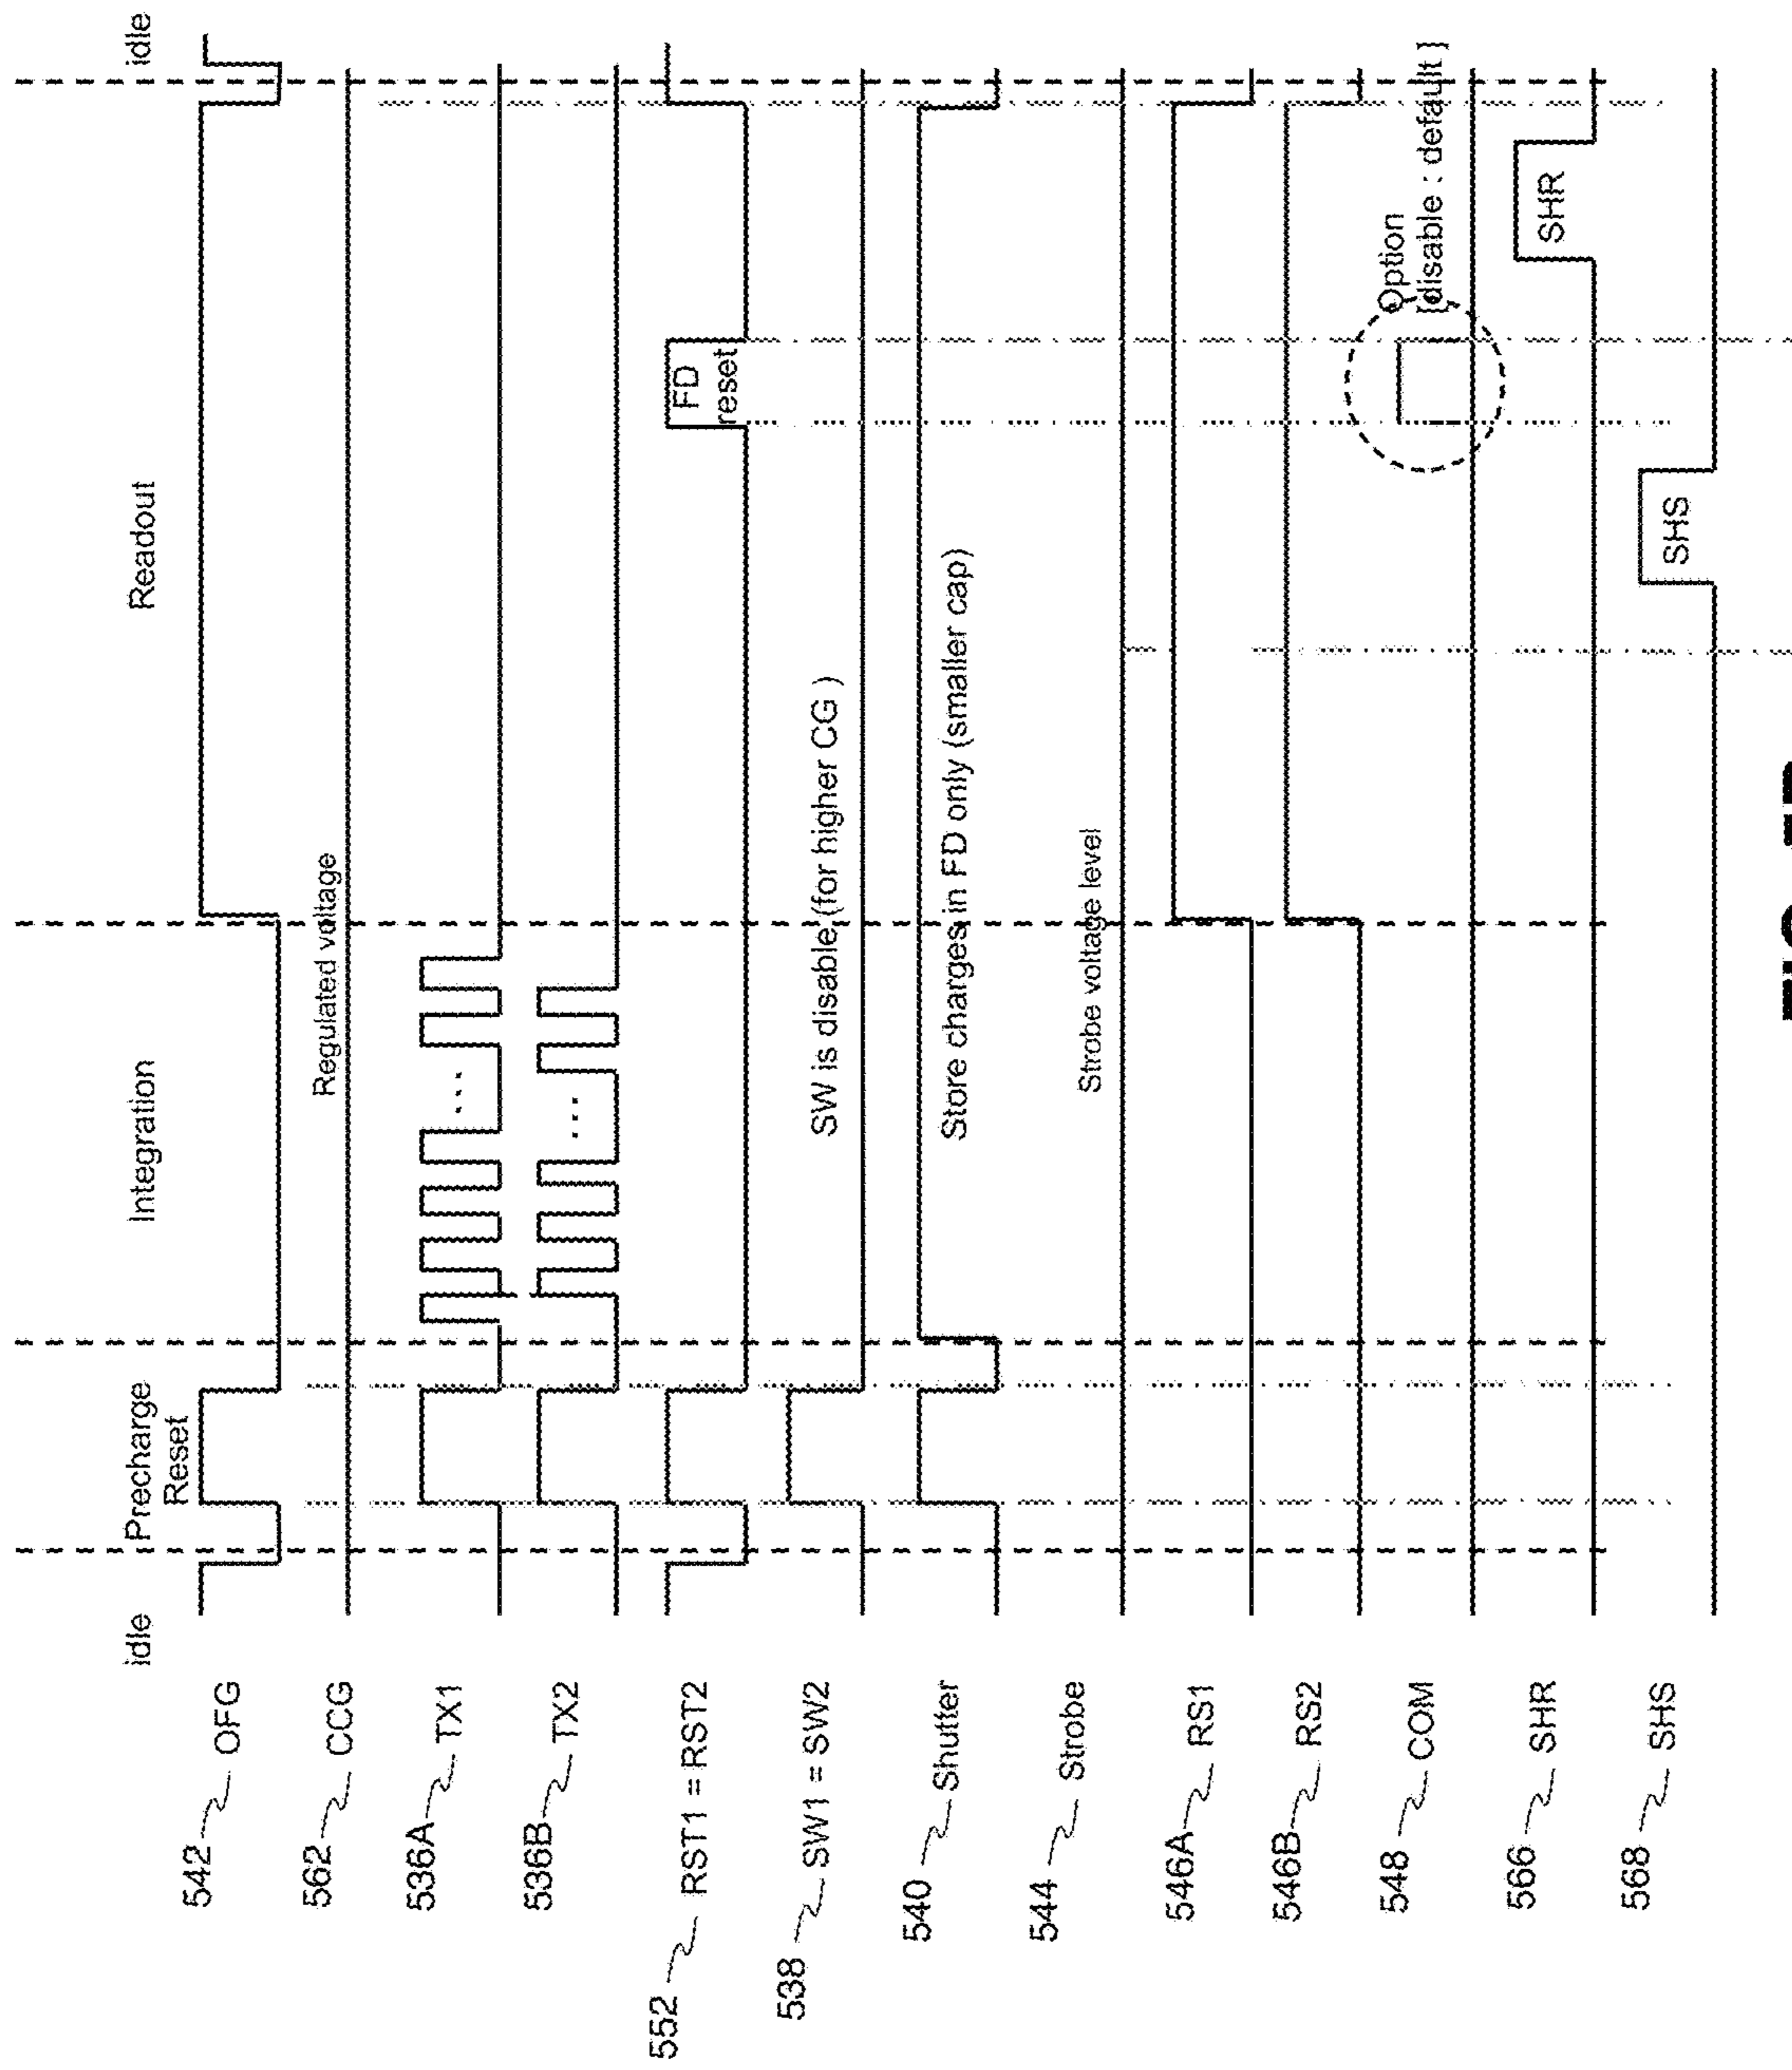 idle
Precharge
Reset
Integration
Readout
idle
542 OFG
562 CCG
Regulated voltage
536A TX1
...
536B TX2
...
552 RST1 = RST2
FD
reset
538 SW1 = SW2
SW is disable (for higher CG )
540 Shutter
Store charges in FD only (smaller cap)
544 Strobe
Strobe voltage level
546A RS1
546B RS2
548 COM
Option
[disable : default ]
566 SHR
SHR
568 SHS
SHS